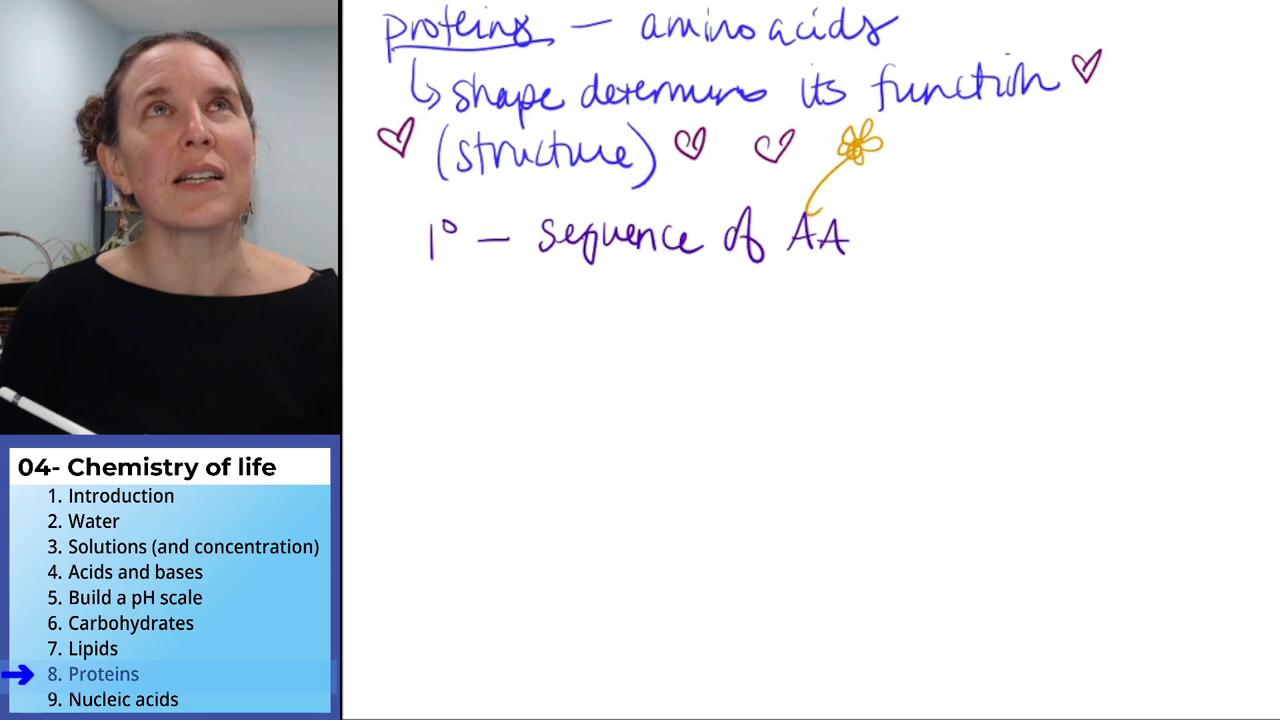 proteins — amino acids
↳ shape determines its function
(structure)
1° — sequence of AA
04- Chemistry of life
1. Introduction
2. Water
3. Solutions (and concentration)
4. Acids and bases
5. Build a pH scale
6. Carbohydrates
7. Lipids
8. Proteins
9. Nucleic acids